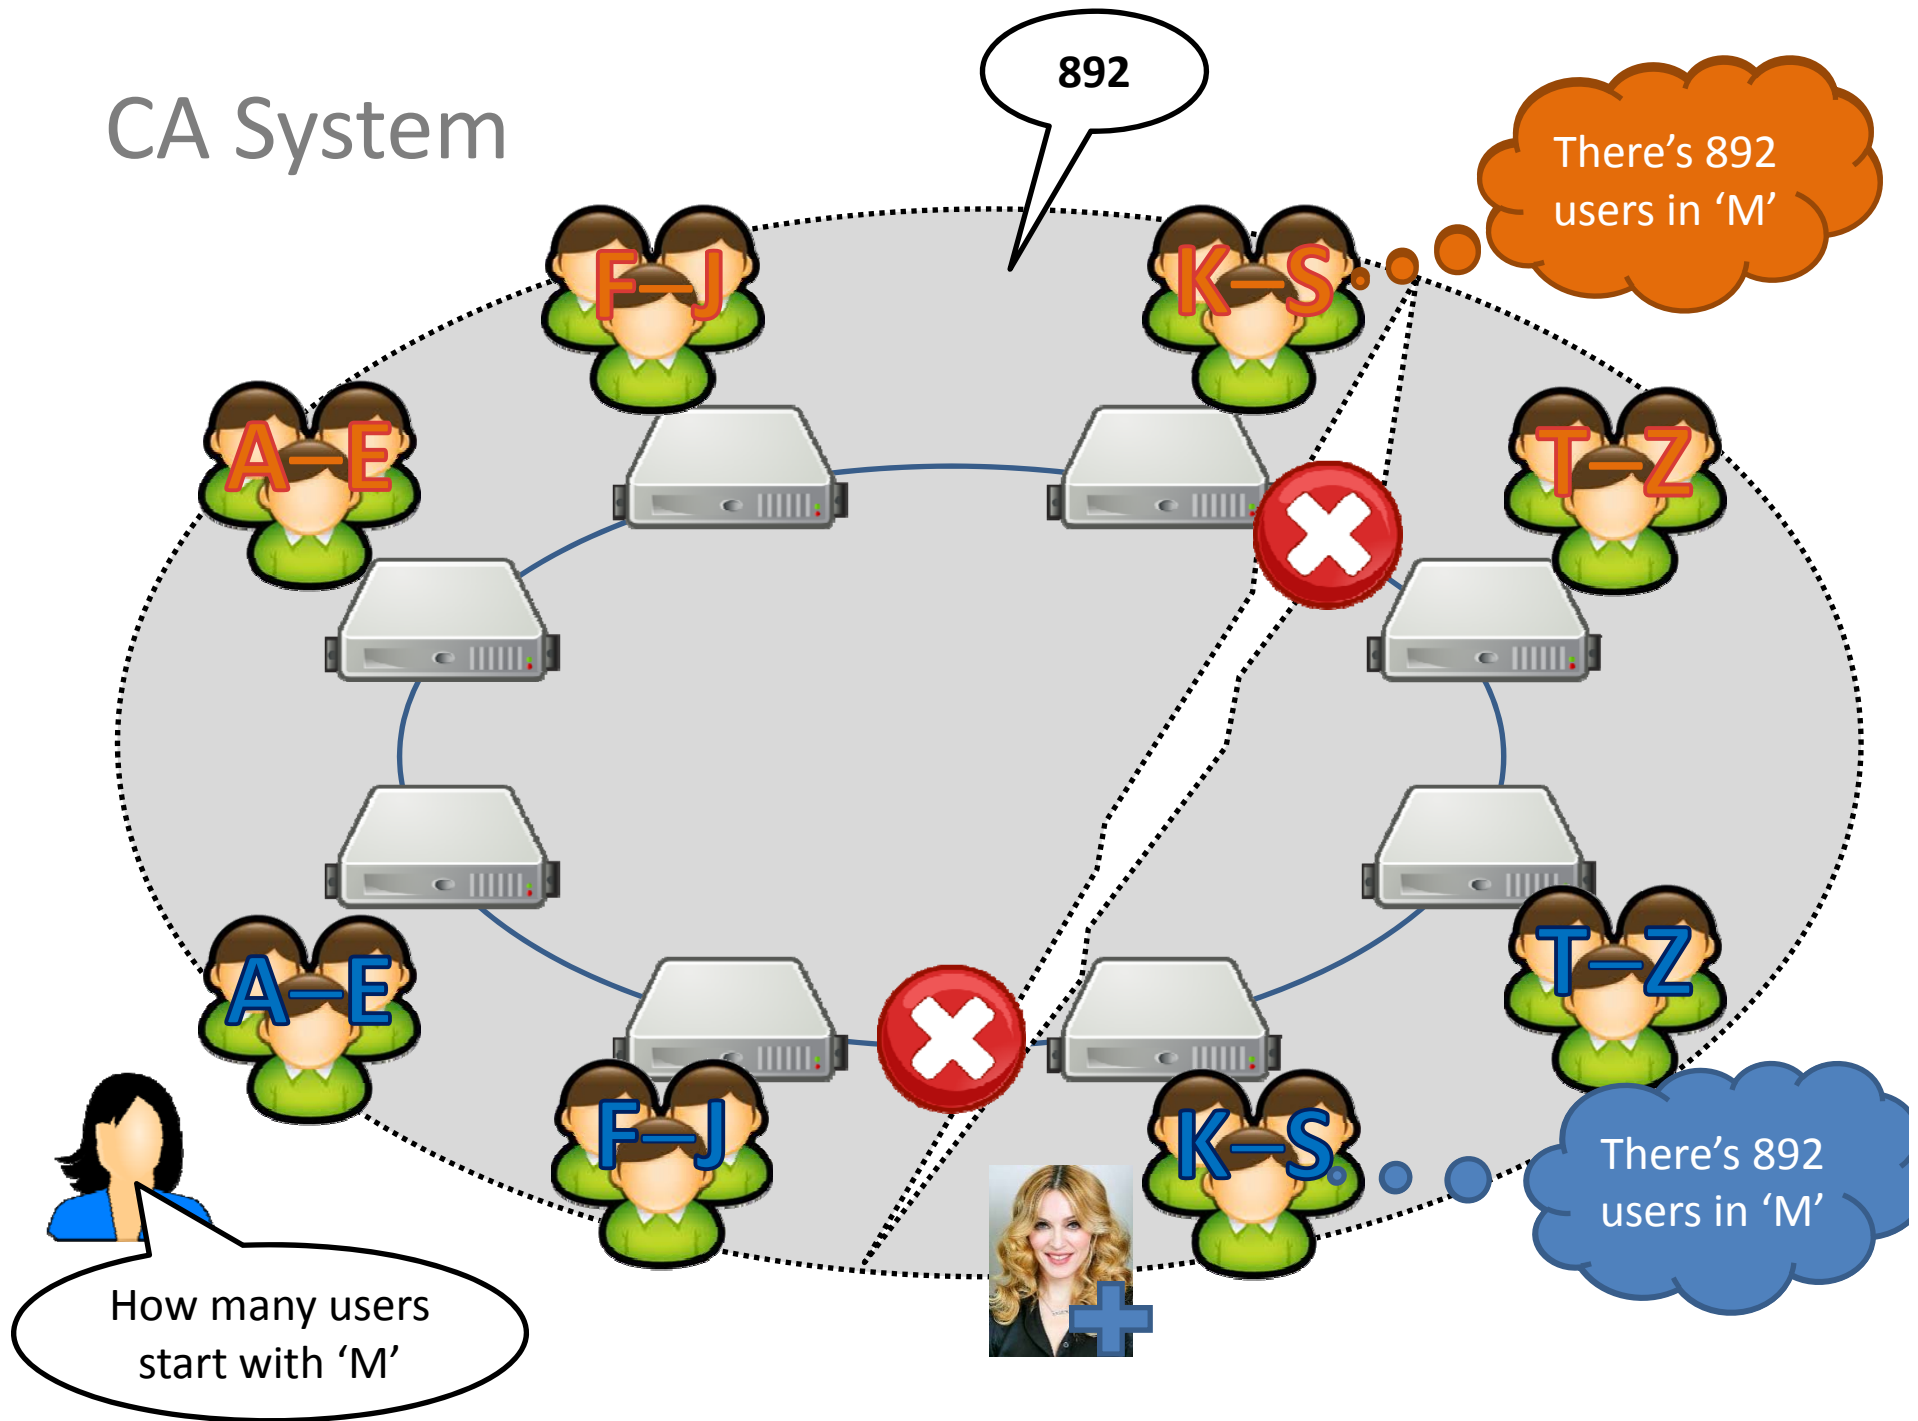 CA System
892
There’s 892
users in ‘M’
F–J
K–S
A–E
T–Z
A–E
T–Z
F–J
K–S
There’s 892
users in ‘M’
How many users
start with ‘M’